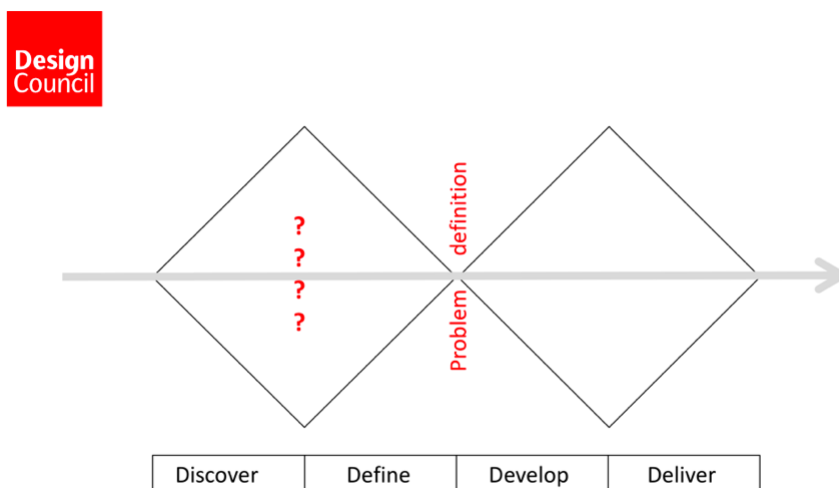 Design
Council
?
?
?
?
Problem definition
Discover
Define
Develop
Deliver